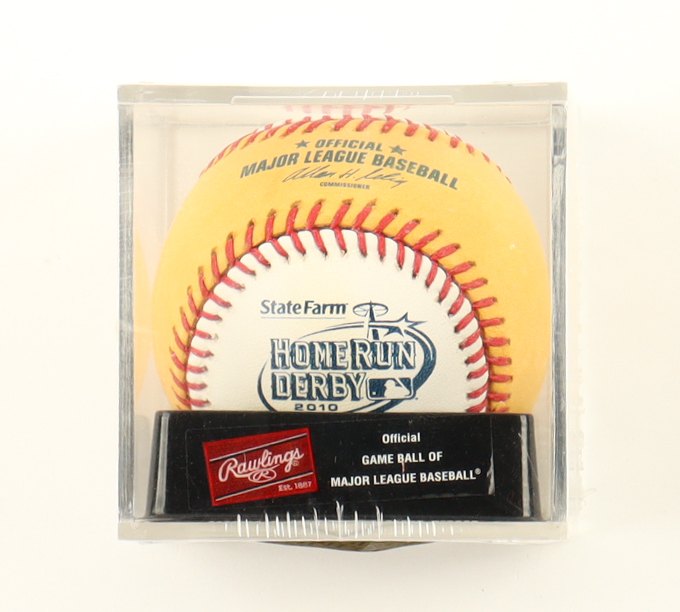 OFFICIAL
MAJOR LEAGUE BASEBALL
COMMISSIONER
State Farm™
HOME RUN
DERBY
2010
Rawlings
R
Est. 1887
Official
GAME BALL OF
MAJOR LEAGUE BASEBALL®